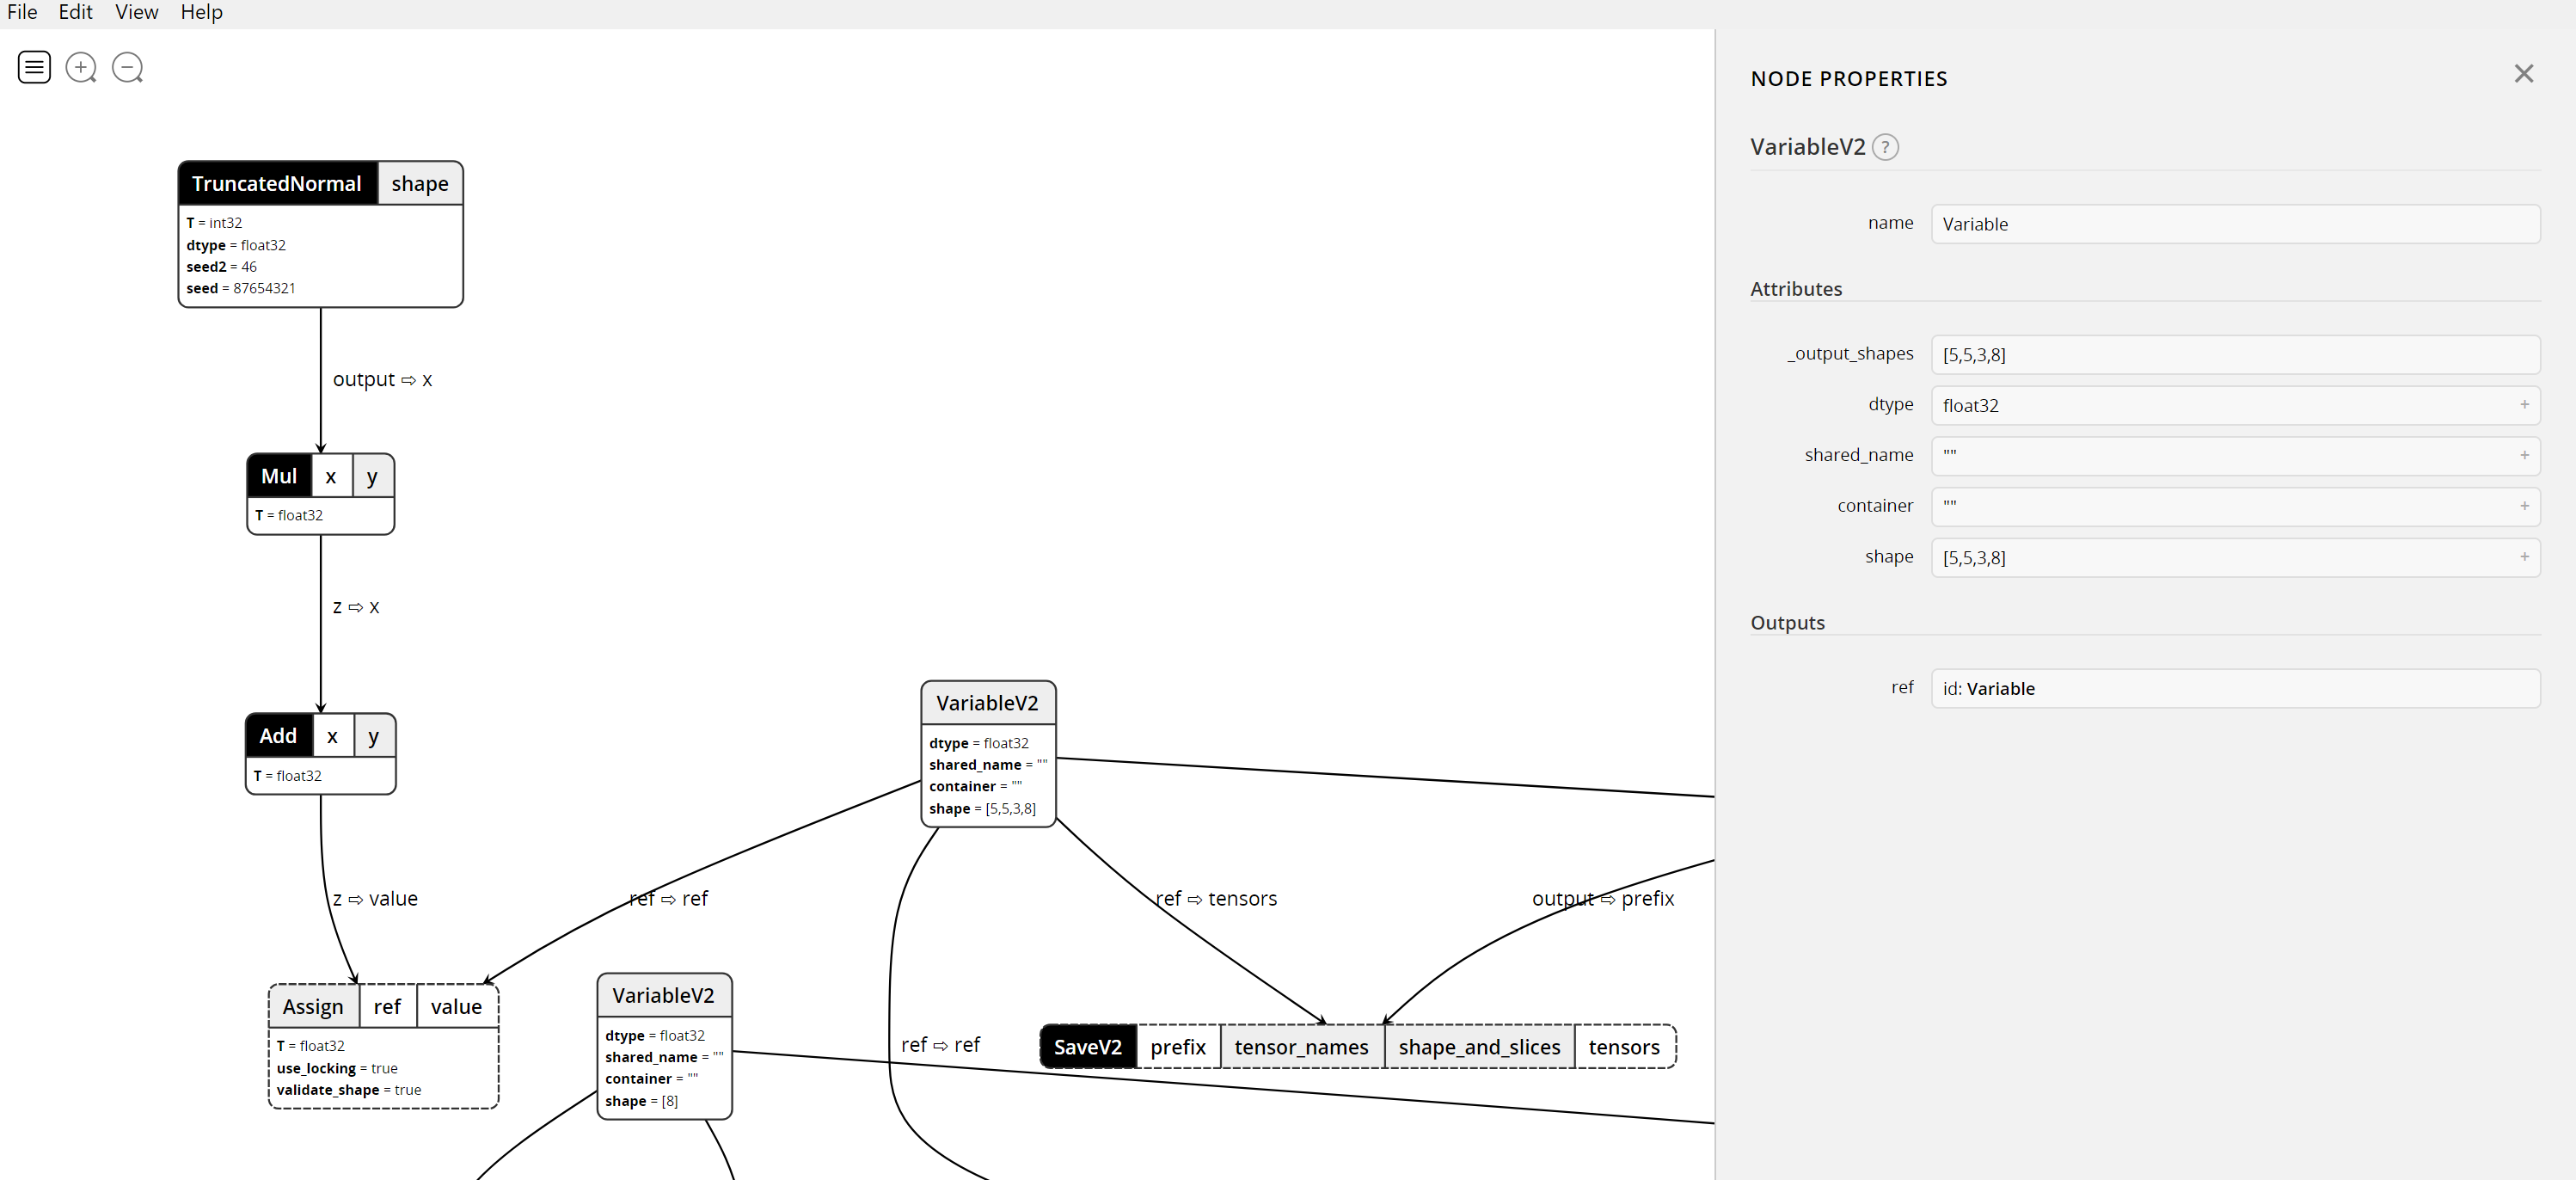 File Edit View Help
TruncatedNormal shape
T = int32
dtype = float32
seed2 = 46
seed = 87654321
output ⇨ x
Mul x y
T = float32
z ⇨ x
Add x y
T = float32
z ⇨ value
VariableV2
dtype = float32
shared_name = ""
container = ""
shape = [5,5,3,8]
ref ⇨ ref
ref ⇨ tensors
output ⇨ prefix
Assign ref value
T = float32
use_locking = true
validate_shape = true
VariableV2
dtype = float32
shared_name = ""
container = ""
shape = [8]
ref ⇨ ref
SaveV2 prefix tensor_names shape_and_slices tensors
NODE PROPERTIES
VariableV2 ?
name Variable
Attributes
_output_shapes [5,5,3,8]
dtype float32 +
shared_name "" +
container "" +
shape [5,5,3,8] +
Outputs
ref id: Variable